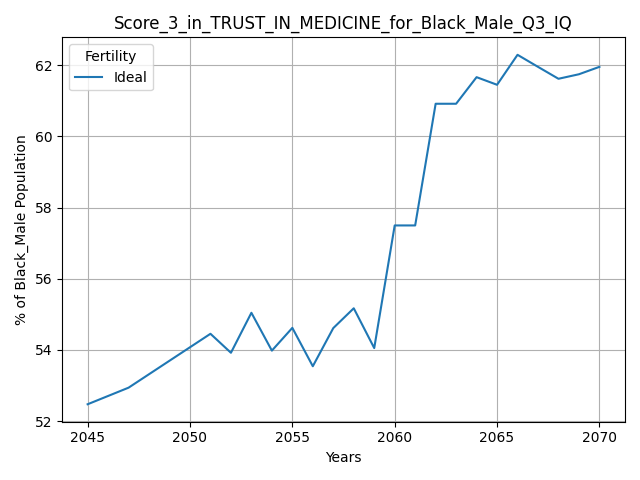 Score_3_in_TRUST_IN_MEDICINE_for_Black_Male_Q3_IQ
Fertility
Ideal
% of Black_Male Population
62
60
58
56
54
52
2045
2050
2055
2060
2065
2070
Years